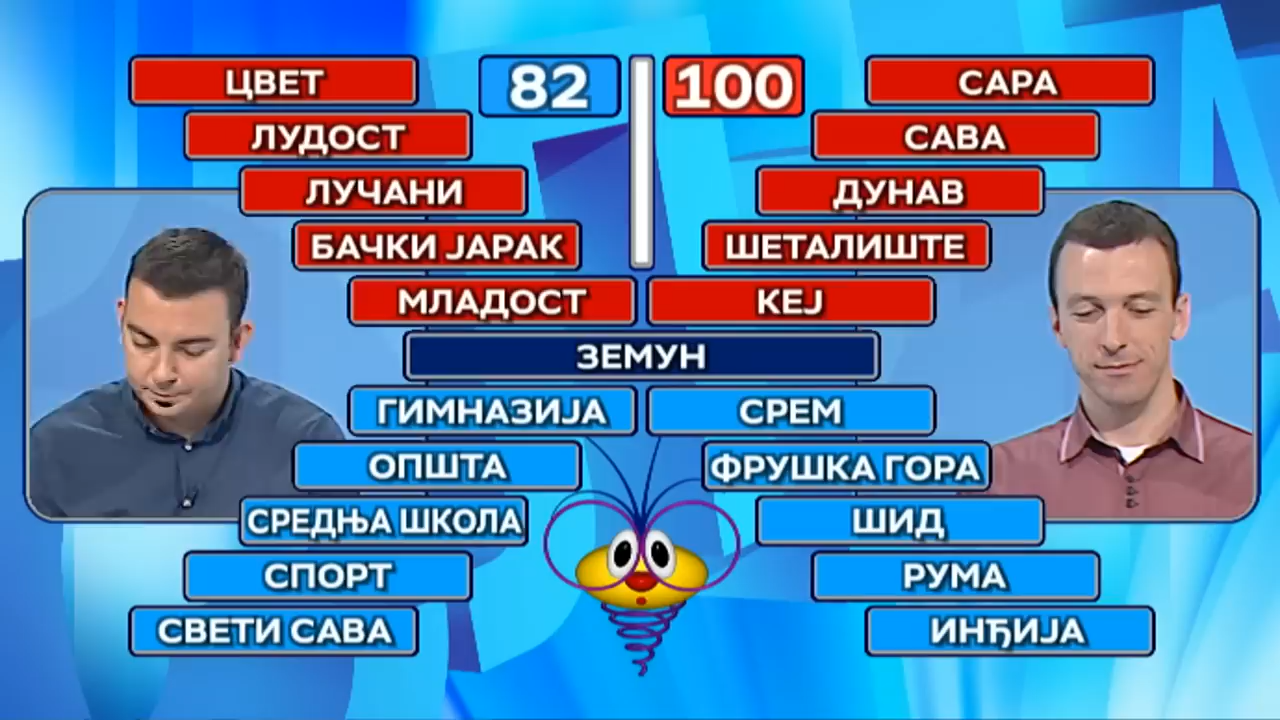 ЦВЕТ 82 100 САРА
ЛУДОСТ САВА
ЛУЧАНИ ДУНАВ
БАЧКИ ЈАРАК ШЕТАЛИШТЕ
МЛАДОСТ КЕЈ
ЗЕМУН
ГИМНАЗИЈА СРЕМ
ОПШТА ФРУШКА ГОРА
СРЕДЊА ШКОЛА ШИД
СПОРТ РУМА
СВЕТИ САВА ИНЂИЈА